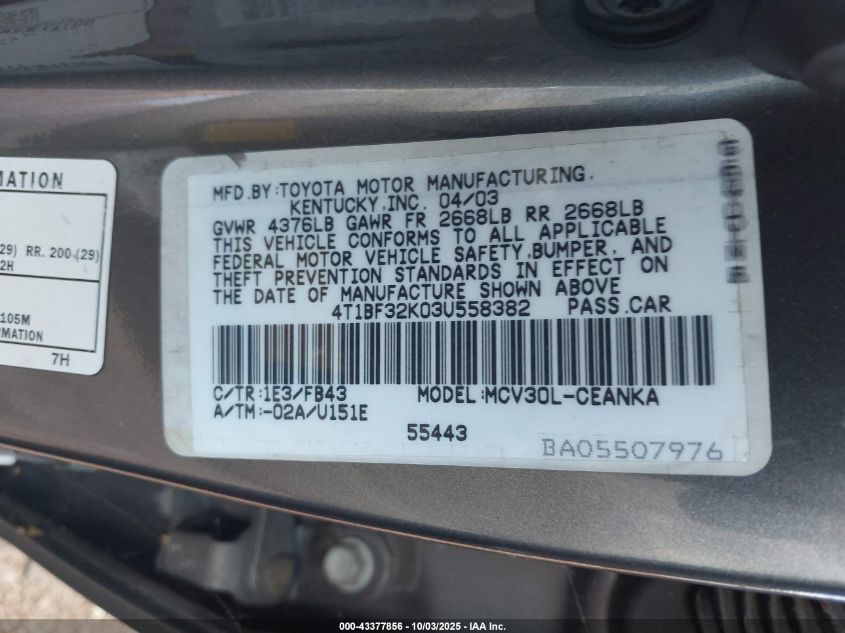 MATION
29) RR. 200 (29)
2H
105M
RMATION
7H
MFD.BY:TOYOTA MOTOR MANUFACTURING.
KENTUCKY,INC. 04/03
GVWR 4376LB GAWR FR 2668LB RR 2668LB
THIS VEHICLE CONFORMS TO ALL APPLICABLE
FEDERAL MOTOR VEHICLE SAFETY,BUMPER, AND
THEFT PREVENTION STANDARDS IN EFFECT ON
THE DATE OF MANUFACTURE SHOWN ABOVE
4T1BF32K03U558382 PASS.CAR
C/TR:1E3/FB43 MODEL:MCV30L-CEANKA
A/TM:-02A/U151E
55443
BA05507976
000-43377856 - 10/03/2025 - IAA Inc.